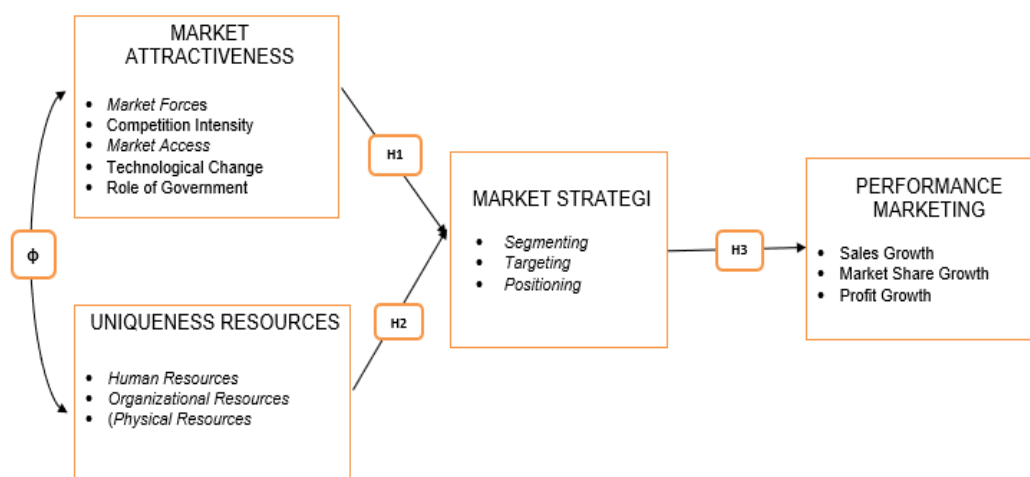 MARKET
ATTRACTIVENESS
• Market Forces
• Competition Intensity
• Market Access
• Technological Change
• Role of Government
H1
ϕ
UNIQUENESS RESOURCES
• Human Resources
• Organizational Resources
• (Physical Resources
H2
MARKET STRATEGI
• Segmenting
• Targeting
• Positioning
H3
PERFORMANCE
MARKETING
• Sales Growth
• Market Share Growth
• Profit Growth